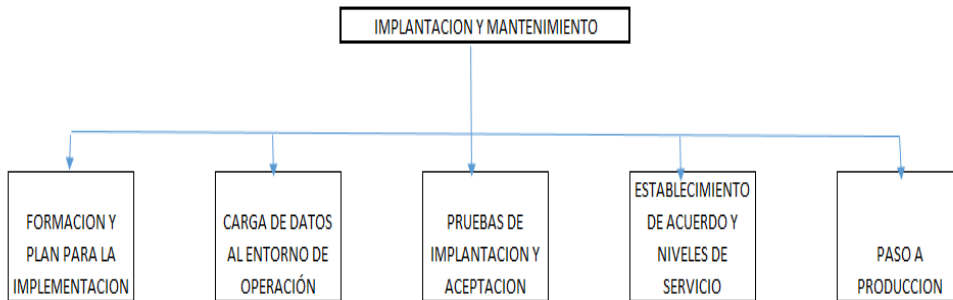 IMPLANTACION Y MANTENIMIENTO
FORMACION Y
PLAN PARA LA
IMPLEMENTACION
CARGA DE DATOS
AL ENTORNO DE
OPERACIÓN
PRUEBAS DE
IMPLANTACION Y
ACEPTACION
ESTABLECIMIENTO
DE ACUERDO Y
NIVELES DE
SERVICIO
PASO A
PRODUCCION